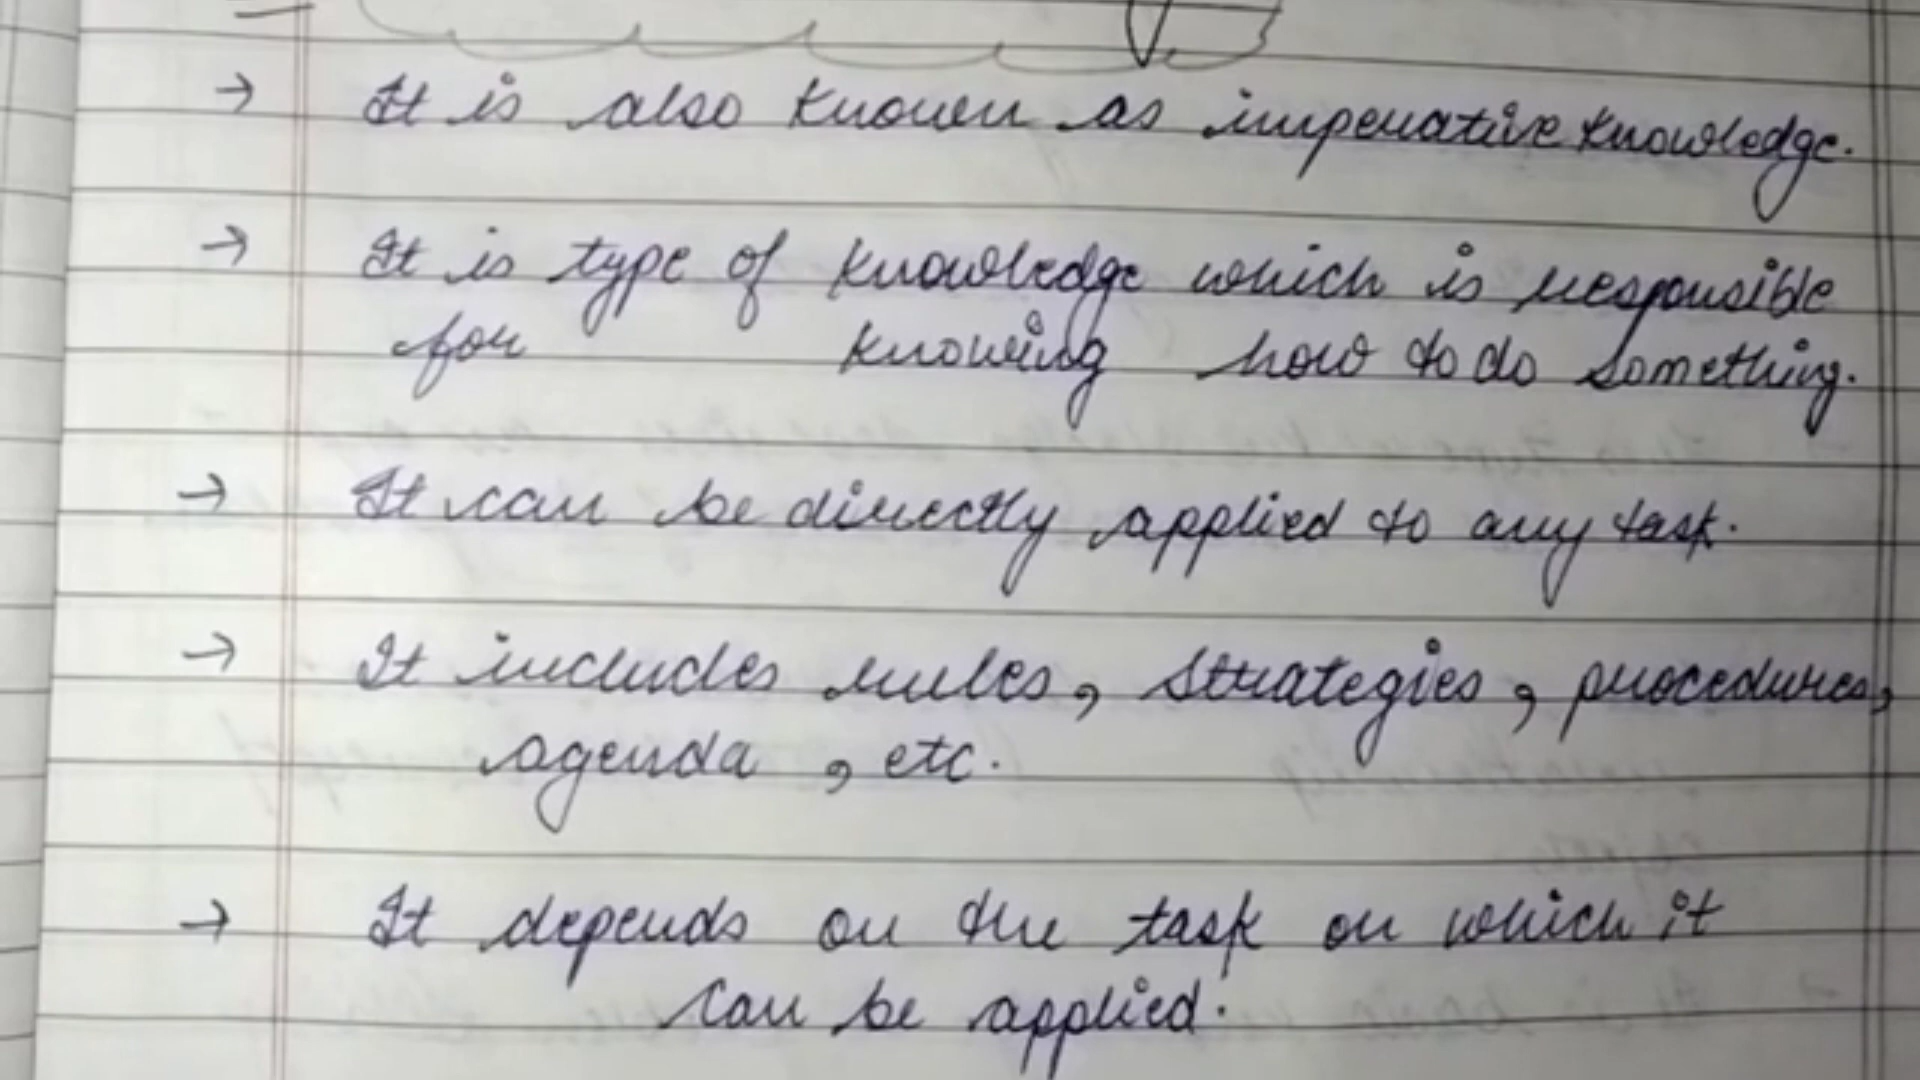 → It is also known as imperative knowledge.
→ It is type of knowledge which is responsible
for knowing how to do something.
→ It can be directly applied to any task.
→ It includes rules, strategies, procedures,
agenda, etc.
→ It depends on the task on which it
can be applied.